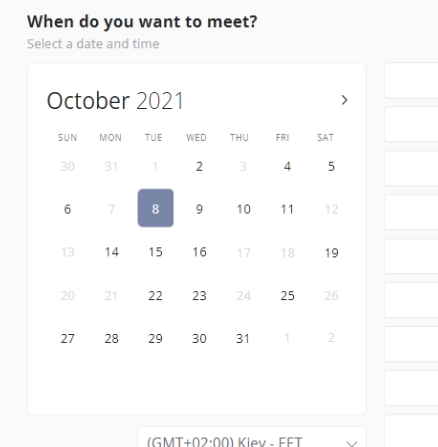 When do you want to meet?
Select a date and time
October 2021
SUN MON TUE WED THU FRI SAT
30 31 1 2 3 4 5
6 7 8 9 10 11 12
13 14 15 16 17 18 19
20 21 22 23 24 25 26
27 28 29 30 31 1 2
(GMT+02:00) Kiev - EET